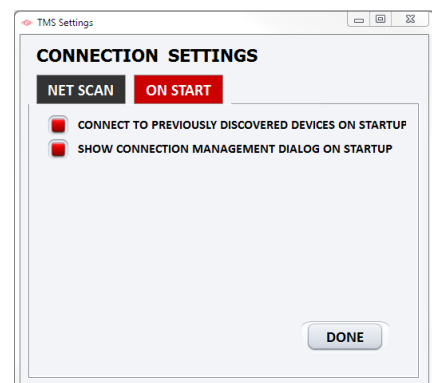 TMS Settings
CONNECTION SETTINGS
NET SCAN ON START
CONNECT TO PREVIOUSLY DISCOVERED DEVICES ON STARTUP
SHOW CONNECTION MANAGEMENT DIALOG ON STARTUP
DONE